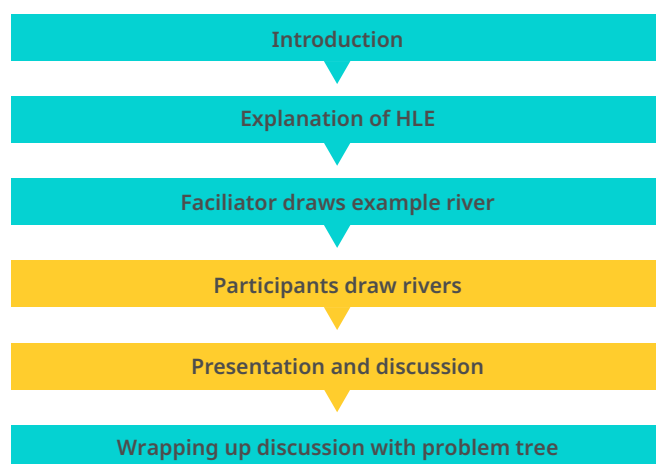 Introduction
Explanation of HLE
Faciliator draws example river
Participants draw rivers
Presentation and discussion
Wrapping up discussion with problem tree